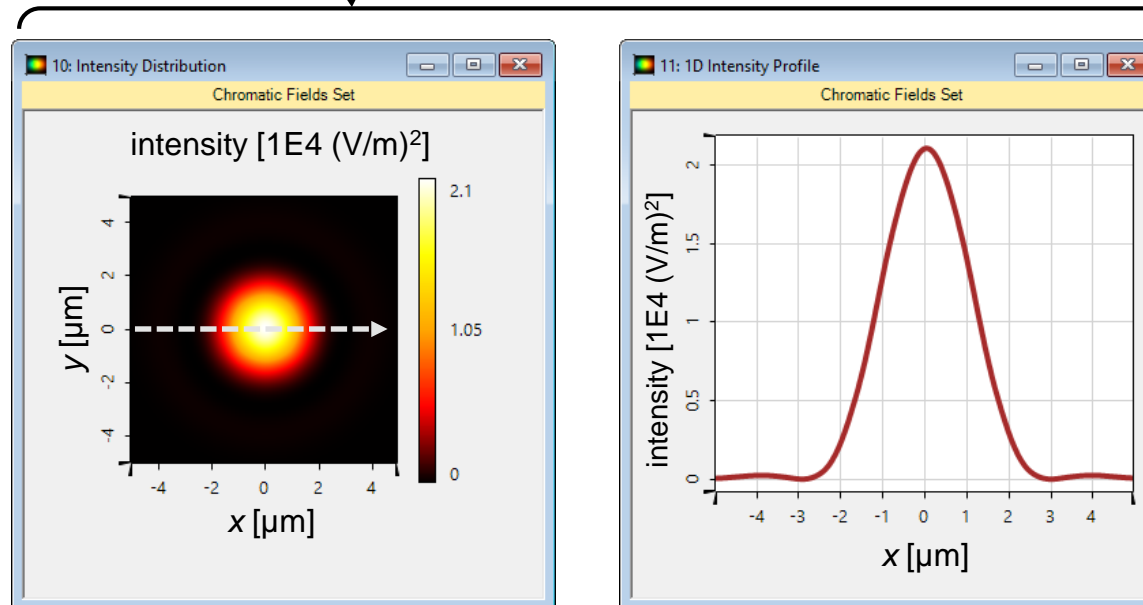 10: Intensity Distribution
Chromatic Fields Set
intensity [1E4 (V/m)²]
2.1
1.05
0
y [µm]
4
2
0
-2
-4
-4 -2 0 2 4
x [µm]
11: 1D Intensity Profile
Chromatic Fields Set
intensity [1E4 (V/m)²]
2
1.5
1
0.5
0
-4 -3 -2 -1 0 1 2 3 4
x [µm]